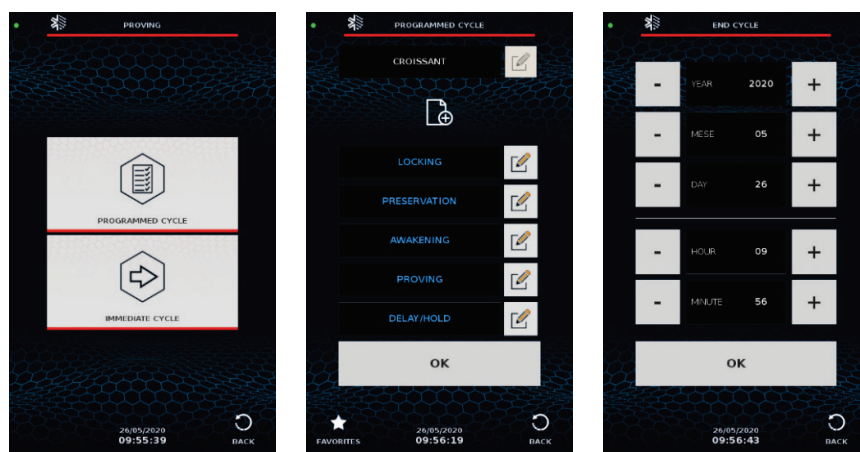 PROVING
PROGRAMMED CYCLE
IMMEDIATE CYCLE
26/05/2020
09:55:39
BACK
PROGRAMMED CYCLE
CROISSANT
LOCKING
PRESERVATION
AWAKENING
PROVING
DELAY/HOLD
OK
FAVORITES
26/05/2020
09:56:19
BACK
END CYCLE
- YEAR 2020 +
- MESE 05 +
- DAY 26 +
- HOUR 09 +
- MINUTE 56 +
OK
26/05/2020
09:56:43
BACK